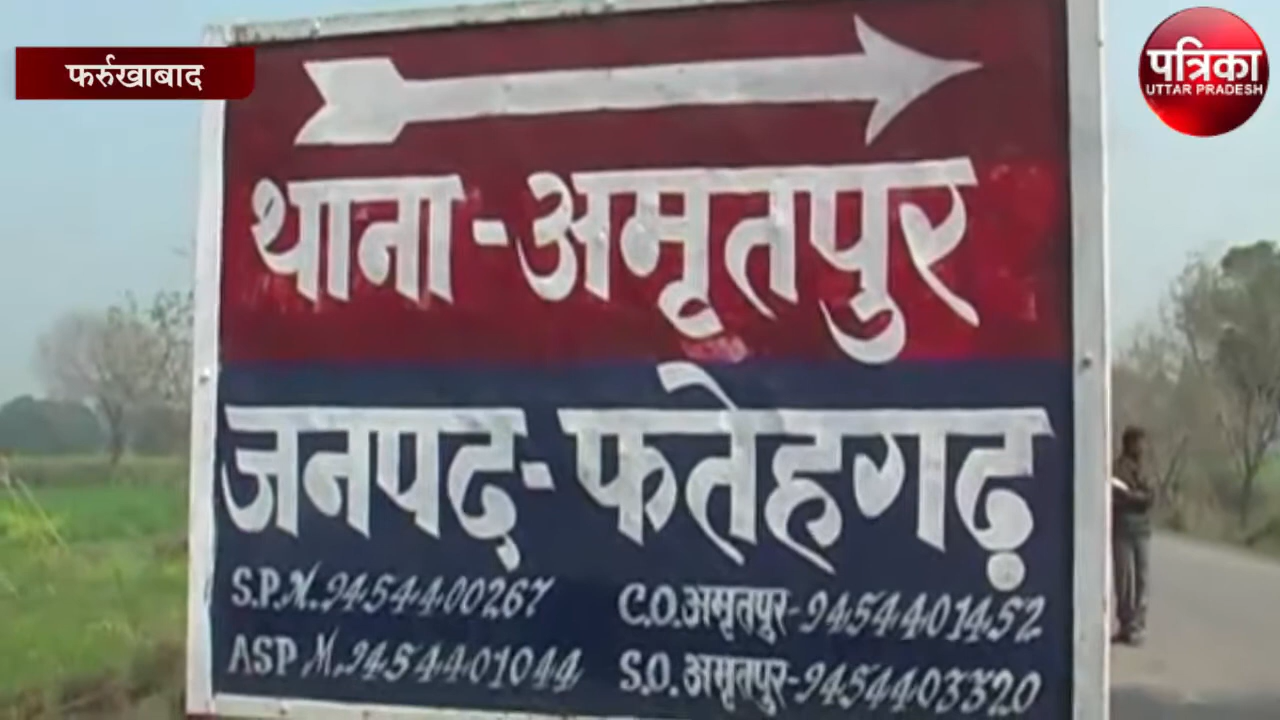 फर्रुखाबाद
पत्रिका
UTTAR PRADESH
थाना-अमृतपुर
जनपद-फतेहगढ़
S.P.M.9454400267
C.O.अमृतपुर-9454401452
ASP M.9454401044
S.O.अमृतपुर-9454403320